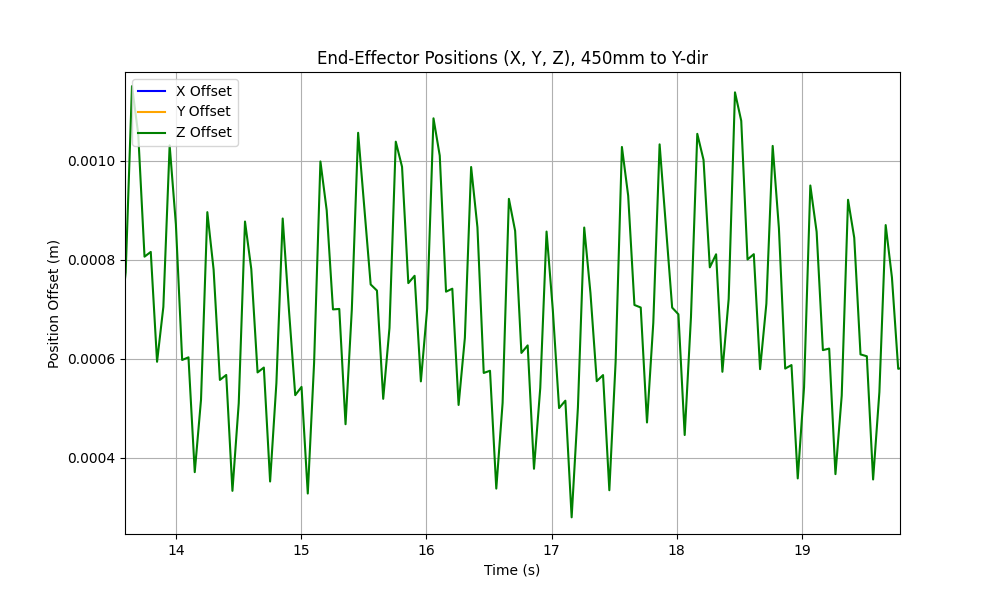 End-Effector Positions (X, Y, Z), 450mm to Y-dir
X Offset
Y Offset
Z Offset
Position Offset (m)
0.0010
0.0008
0.0006
0.0004
14 15 16 17 18 19
Time (s)